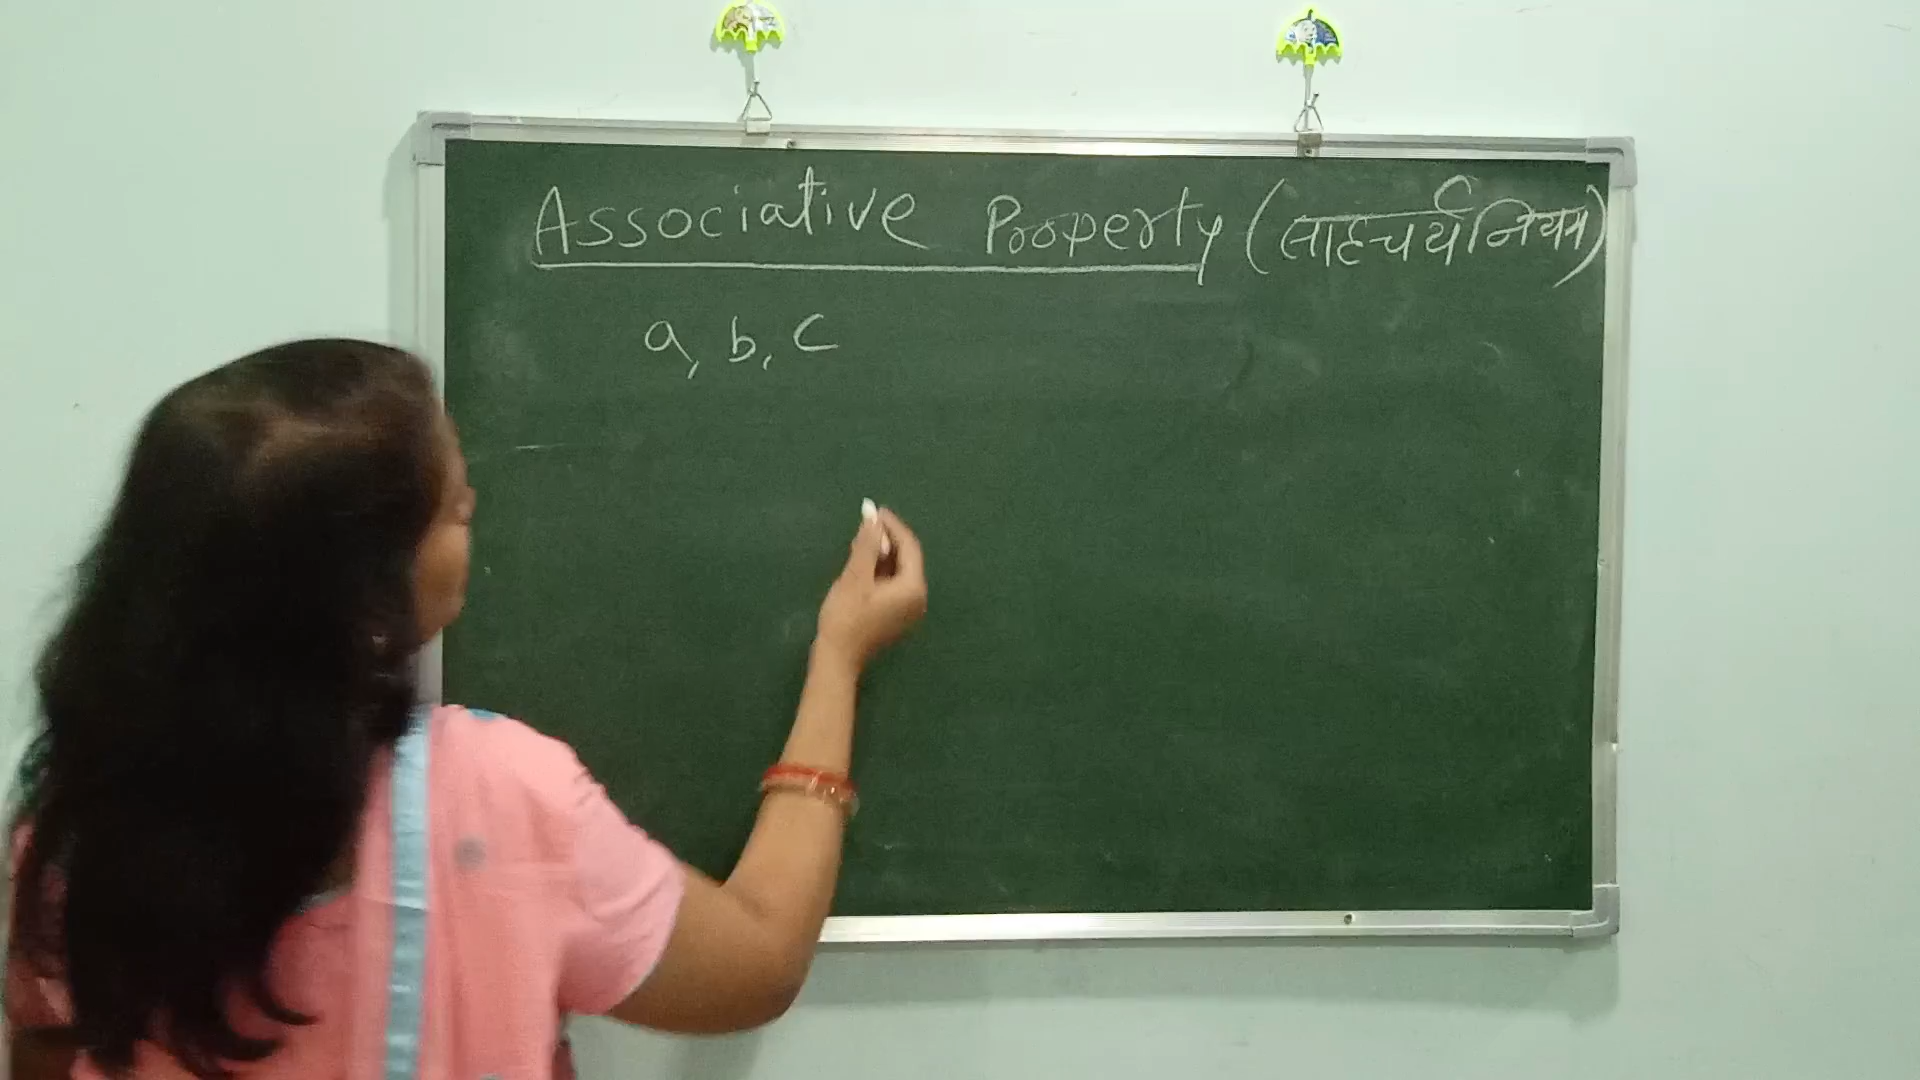 Associative Property (साहचर्य नियम)
a, b, c